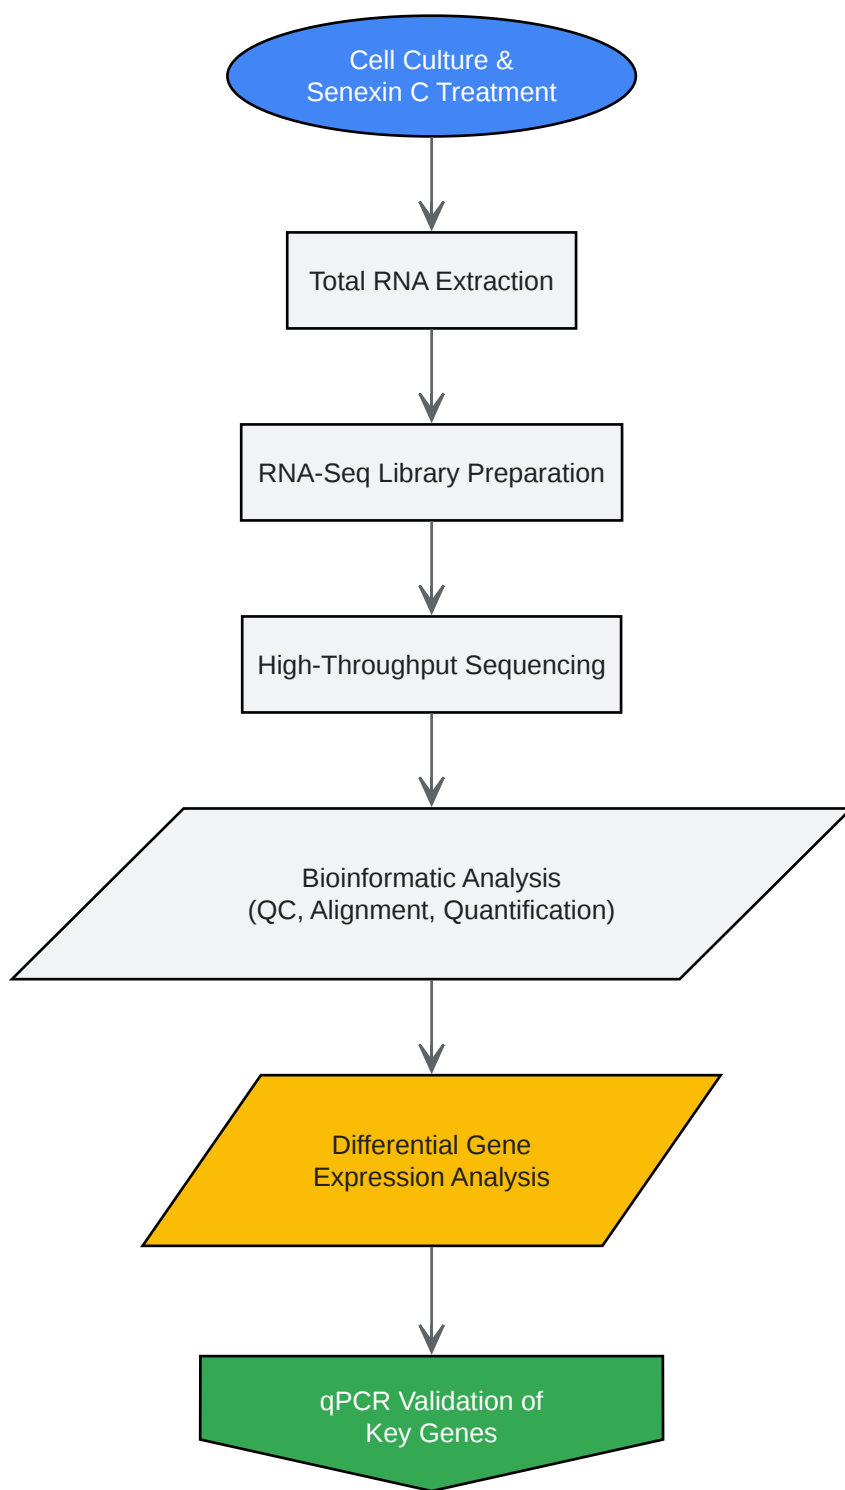 Cell Culture &
Senexin C Treatment
Total RNA Extraction
RNA-Seq Library Preparation
High-Throughput Sequencing
Bioinformatic Analysis
(QC, Alignment, Quantification)
Differential Gene
Expression Analysis
qPCR Validation of
Key Genes